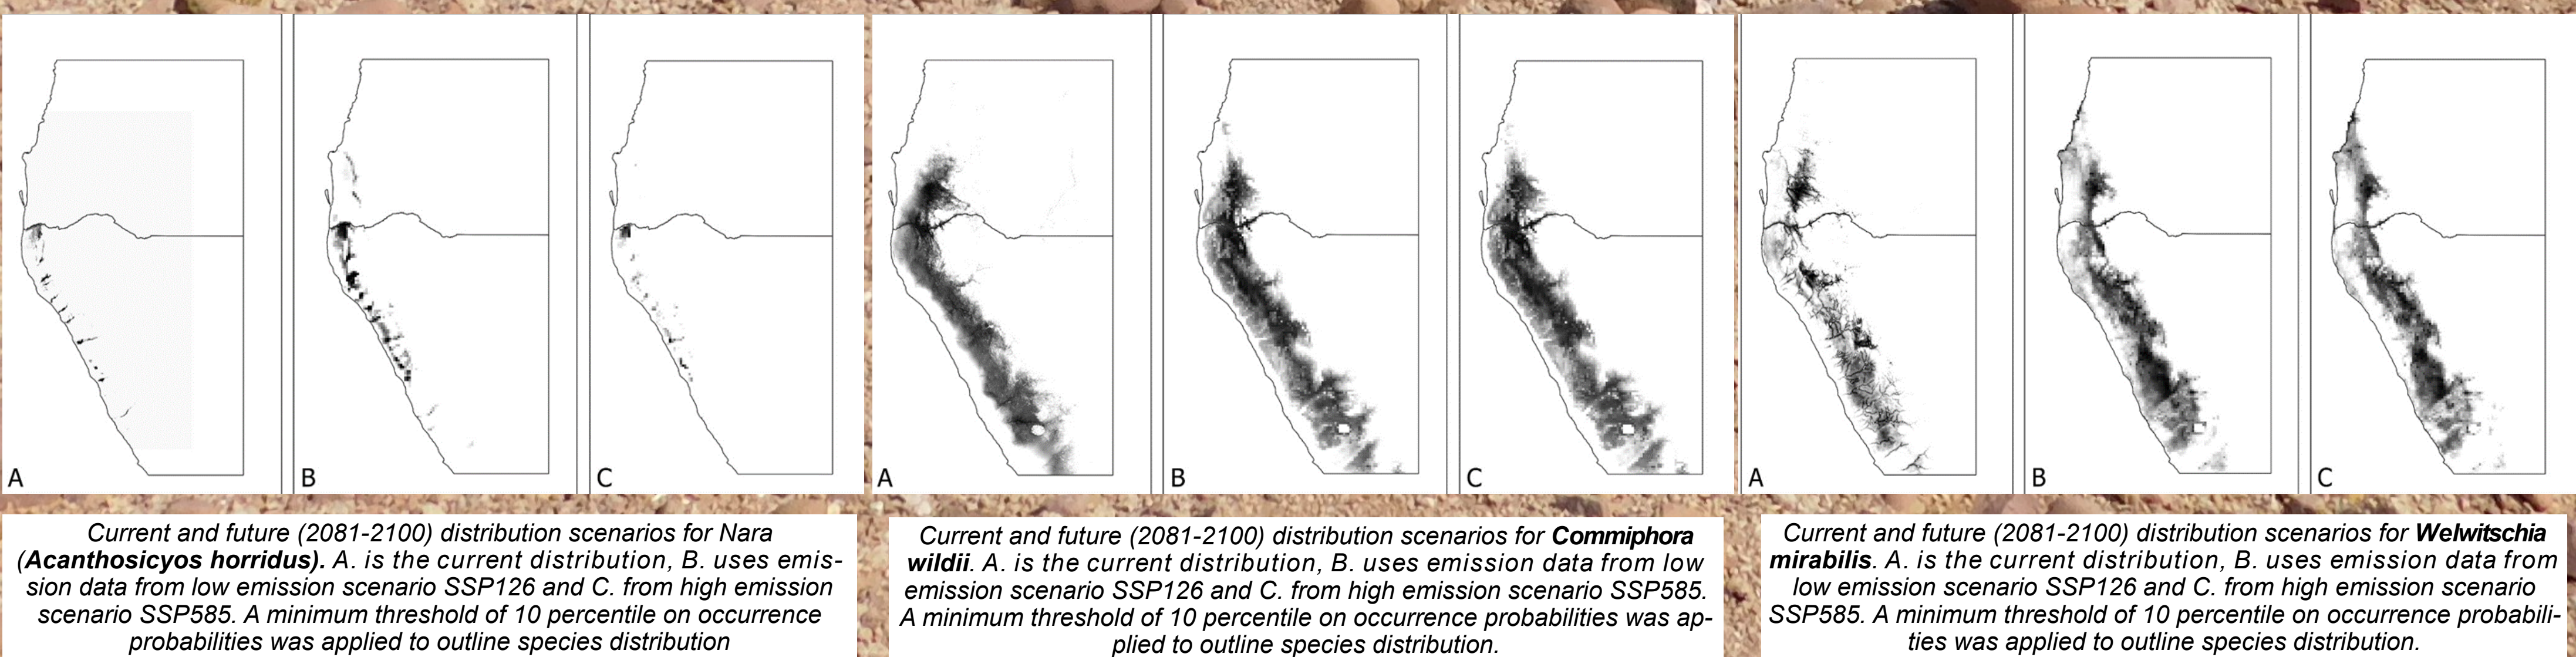 A
B
C
A
B
C
A
B
C
Current and future (2081-2100) distribution scenarios for Nara
(Acanthosicyos horridus). A. is the current distribution, B. uses emis-
sion data from low emission scenario SSP126 and C. from high emission
scenario SSP585. A minimum threshold of 10 percentile on occurrence
probabilities was applied to outline species distribution
Current and future (2081-2100) distribution scenarios for Commiphora
wildii. A. is the current distribution, B. uses emission data from low
emission scenario SSP126 and C. from high emission scenario SSP585.
A minimum threshold of 10 percentile on occurrence probabilities was ap-
plied to outline species distribution.
Current and future (2081-2100) distribution scenarios for Welwitschia
mirabilis. A. is the current distribution, B. uses emission data from
low emission scenario SSP126 and C. from high emission scenario
SSP585. A minimum threshold of 10 percentile on occurrence probabili-
ties was applied to outline species distribution.